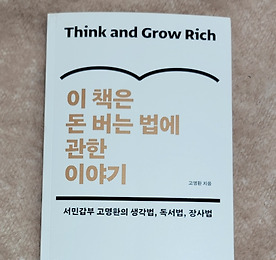 Think and Grow Rich
이 책은
돈 버는 법에
관한
이야기
고명환 지음
서민갑부 고명환의 생각법, 독서법, 장사법